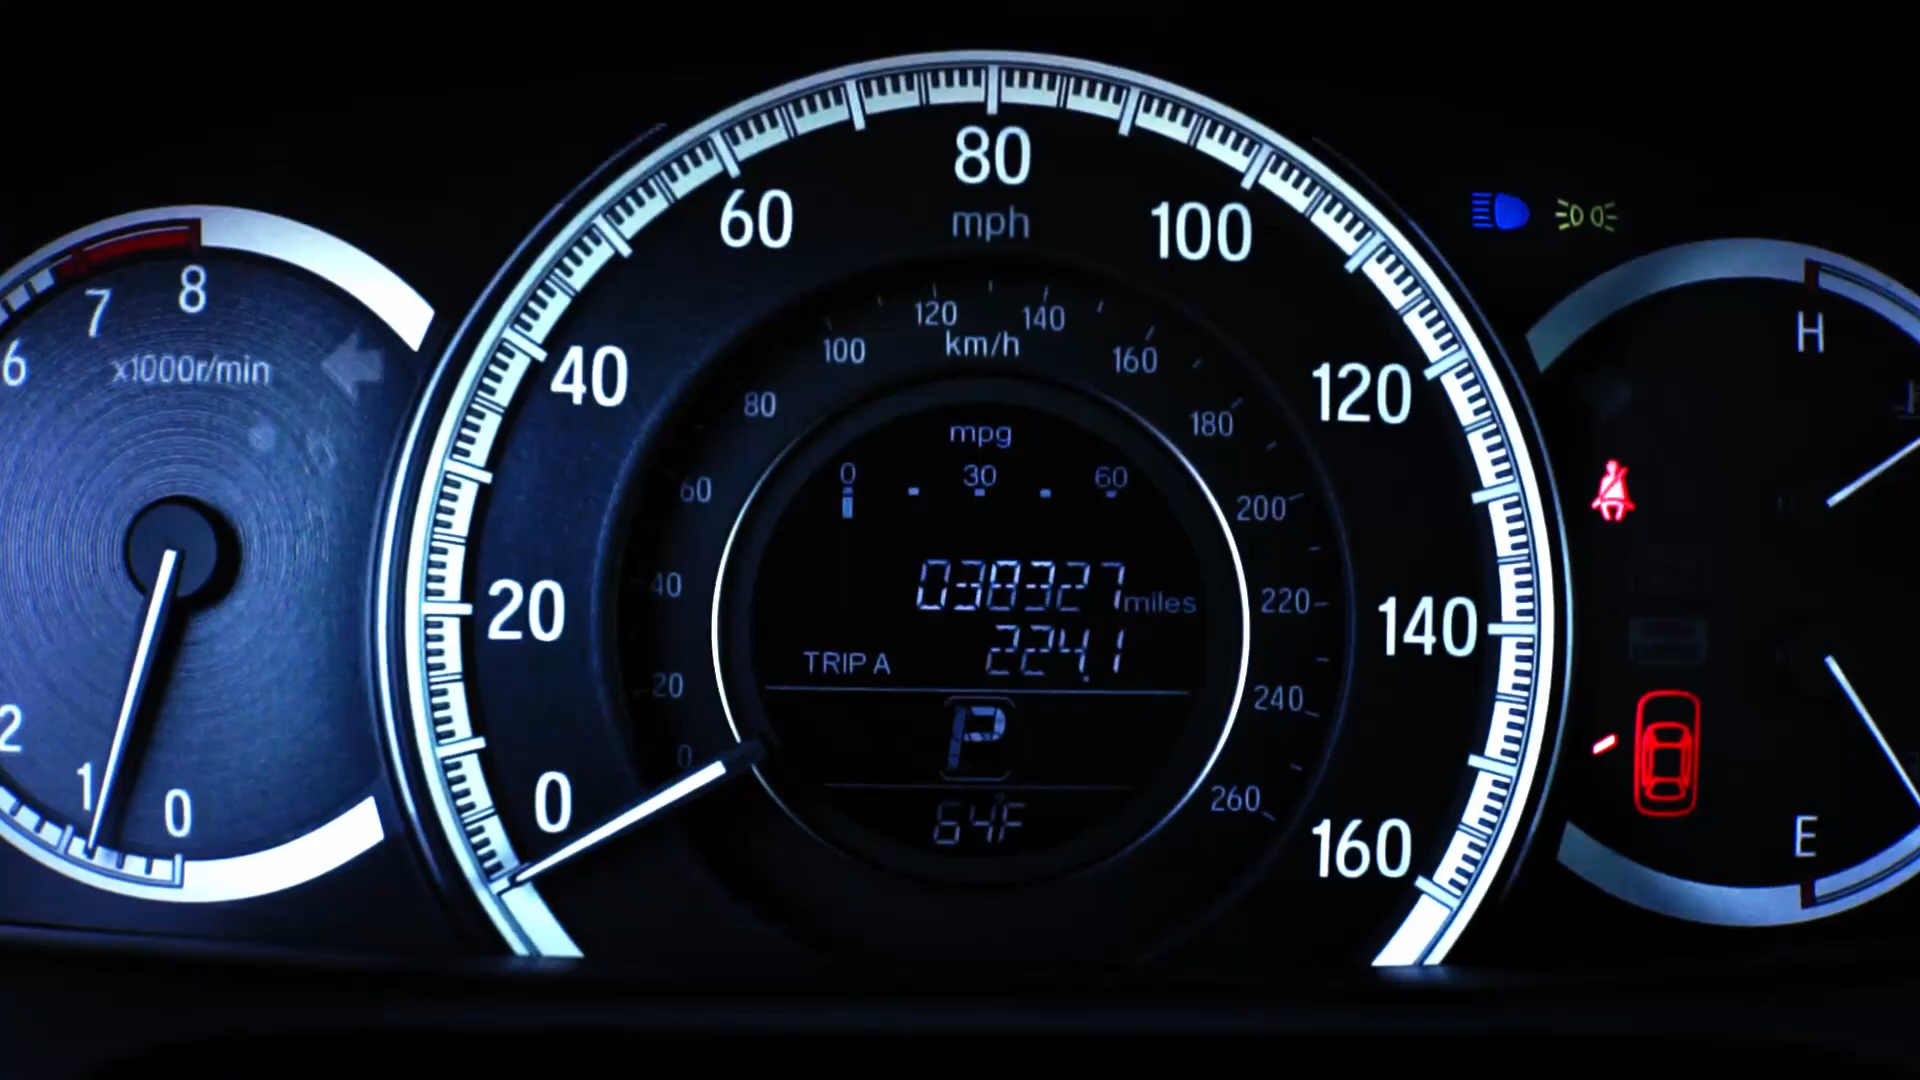 80
mph
60
100
40
120
20
140
0
160
120
140
km/h
100
160
80
180
60
200
40
220
20
240
0
260
mpg
0 30 60
038327 miles
TRIP A 224.1
P
64°F
8
7
6
x1000r/min
2
1
0
H
E